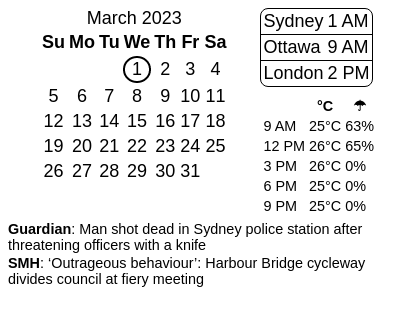 March 2023
Su Mo Tu We Th Fr Sa
1 2 3 4
5 6 7 8 9 10 11
12 13 14 15 16 17 18
19 20 21 22 23 24 25
26 27 28 29 30 31
Sydney 1 AM
Ottawa 9 AM
London 2 PM
°C ☂
9 AM 25°C 63%
12 PM 26°C 65%
3 PM 26°C 0%
6 PM 25°C 0%
9 PM 25°C 0%
Guardian: Man shot dead in Sydney police station after
threatening officers with a knife
SMH: ‘Outrageous behaviour’: Harbour Bridge cycleway
divides council at fiery meeting